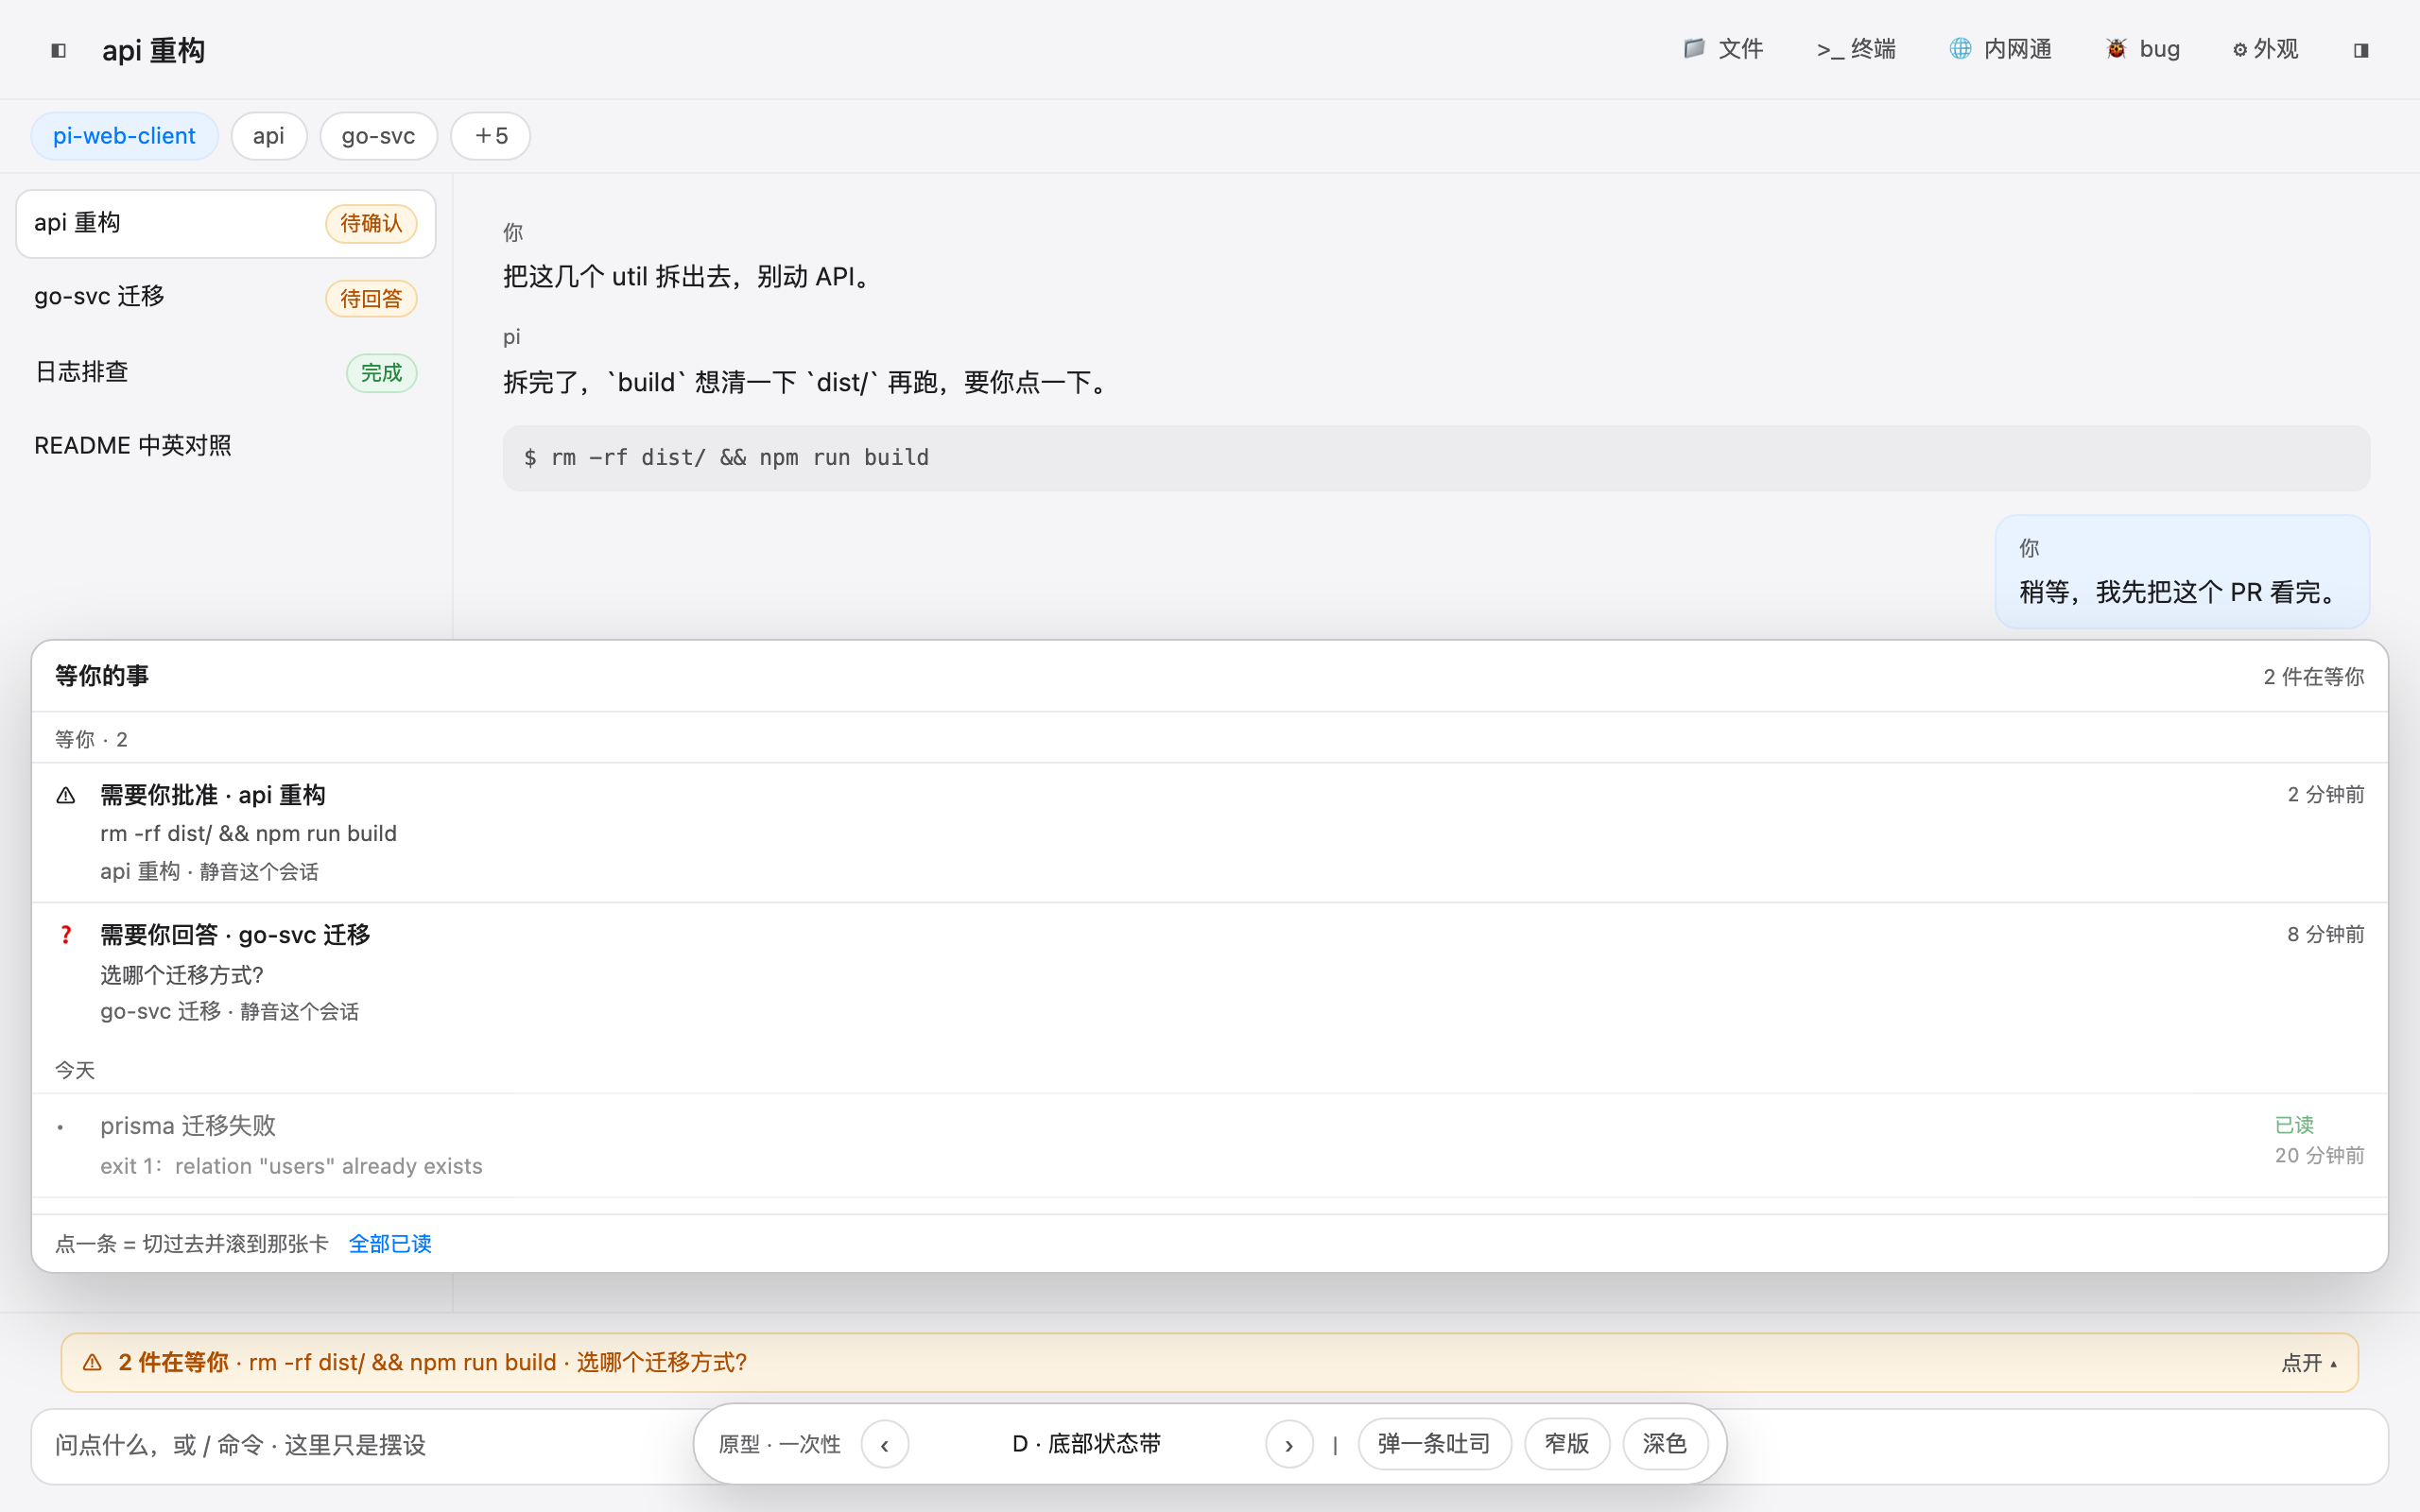 api 重构
文件
>_ 终端
内网通
bug
外观
pi-web-client
api
go-svc
+5
api 重构
待确认
go-svc 迁移
待回答
日志排查
完成
README 中英对照
你
把这几个 util 拆出去，别动 API。
pi
拆完了，`build` 想清一下 `dist/` 再跑，要你点一下。
$ rm -rf dist/ && npm run build
你
稍等，我先把这个 PR 看完。
等你的事
2 件在等你
等你 · 2
需要你批准 · api 重构
2 分钟前
rm -rf dist/ && npm run build
api 重构 · 静音这个会话
? 需要你回答 · go-svc 迁移
8 分钟前
选哪个迁移方式?
go-svc 迁移 · 静音这个会话
今天
· prisma 迁移失败
已读
exit 1: relation "users" already exists
20 分钟前
点一条 = 切过去并滚到那张卡 全部已读
2 件在等你 · rm -rf dist/ && npm run build · 选哪个迁移方式?
点开 ▴
问点什么，或 / 命令 · 这里只是摆设
原型 · 一次性 ‹ D · 底部状态带 › | 弹一条吐司 窄版 深色